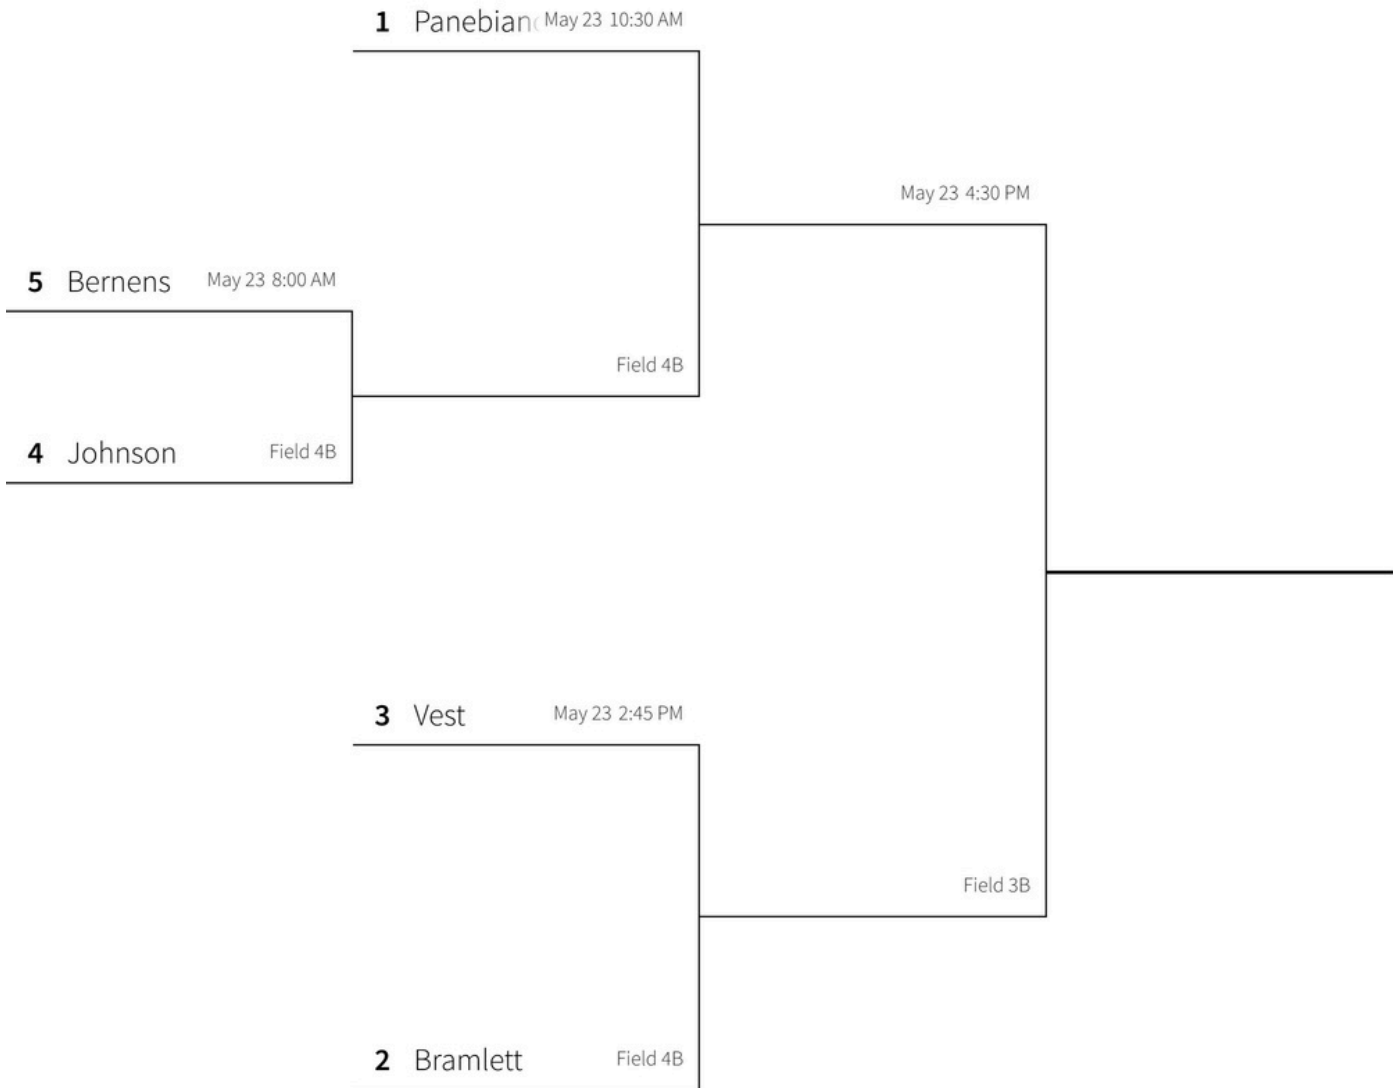 1 Panebian May 23 10:30 AM
May 23 4:30 PM
5 Bernens May 23 8:00 AM
Field 4B
4 Johnson Field 4B
3 Vest May 23 2:45 PM
Field 3B
2 Bramlett Field 4B